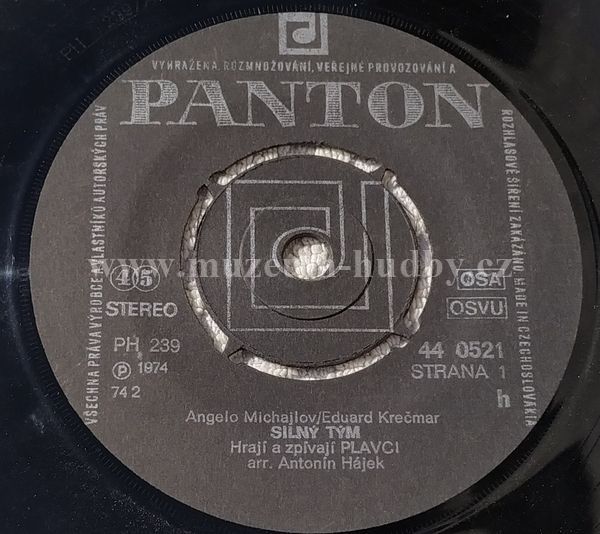 PANTON
VYHRAŽENA. ROZMNOŽOVÁNÍ, VEŘEJNÉ PROVOZOVÁNÍ A
ROZHLASOVÉ ŠÍŘENÍ ZAKÁZÁNO. MADE IN CZECHOSLOVAKIA
VŠECHNA PRÁVA VÝROBCE A VLASTNÍKŮ AUTORSKÝCH PRÁV
www.muzeum-hudby.cz
45
STEREO
OSA
OSVU
PH 239
44 0521
℗ 1974
STRANA 1
74 2
h
Angelo Michajlov/Eduard Krečmar
SILNÝ TÝM
Hrají a zpívají PLAVCI
arr. Antonín Hájek
PH 239